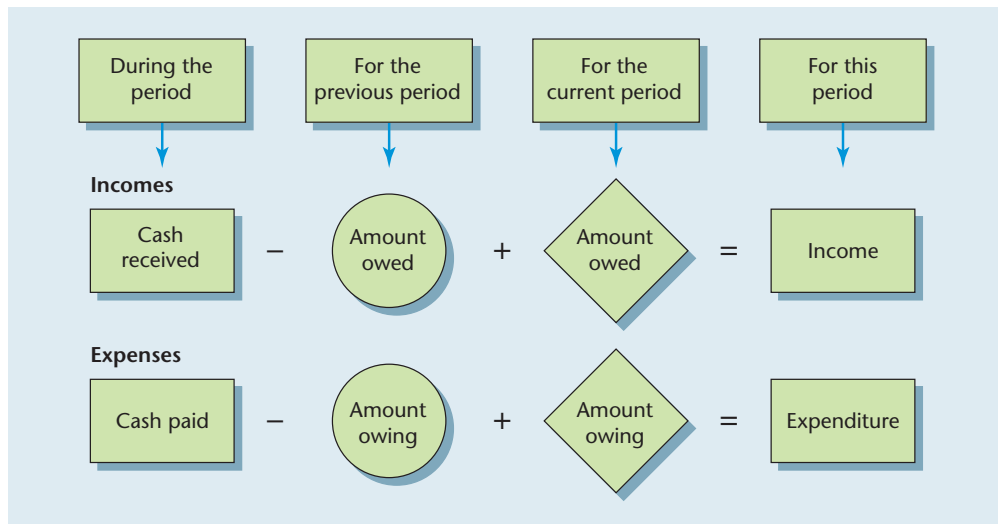 During the
period
For the
previous period
For the
current period
For this
period
Incomes
Cash
received
–
Amount
owed
+
Amount
owed
=
Income
Expenses
Cash paid
–
Amount
owing
+
Amount
owing
=
Expenditure